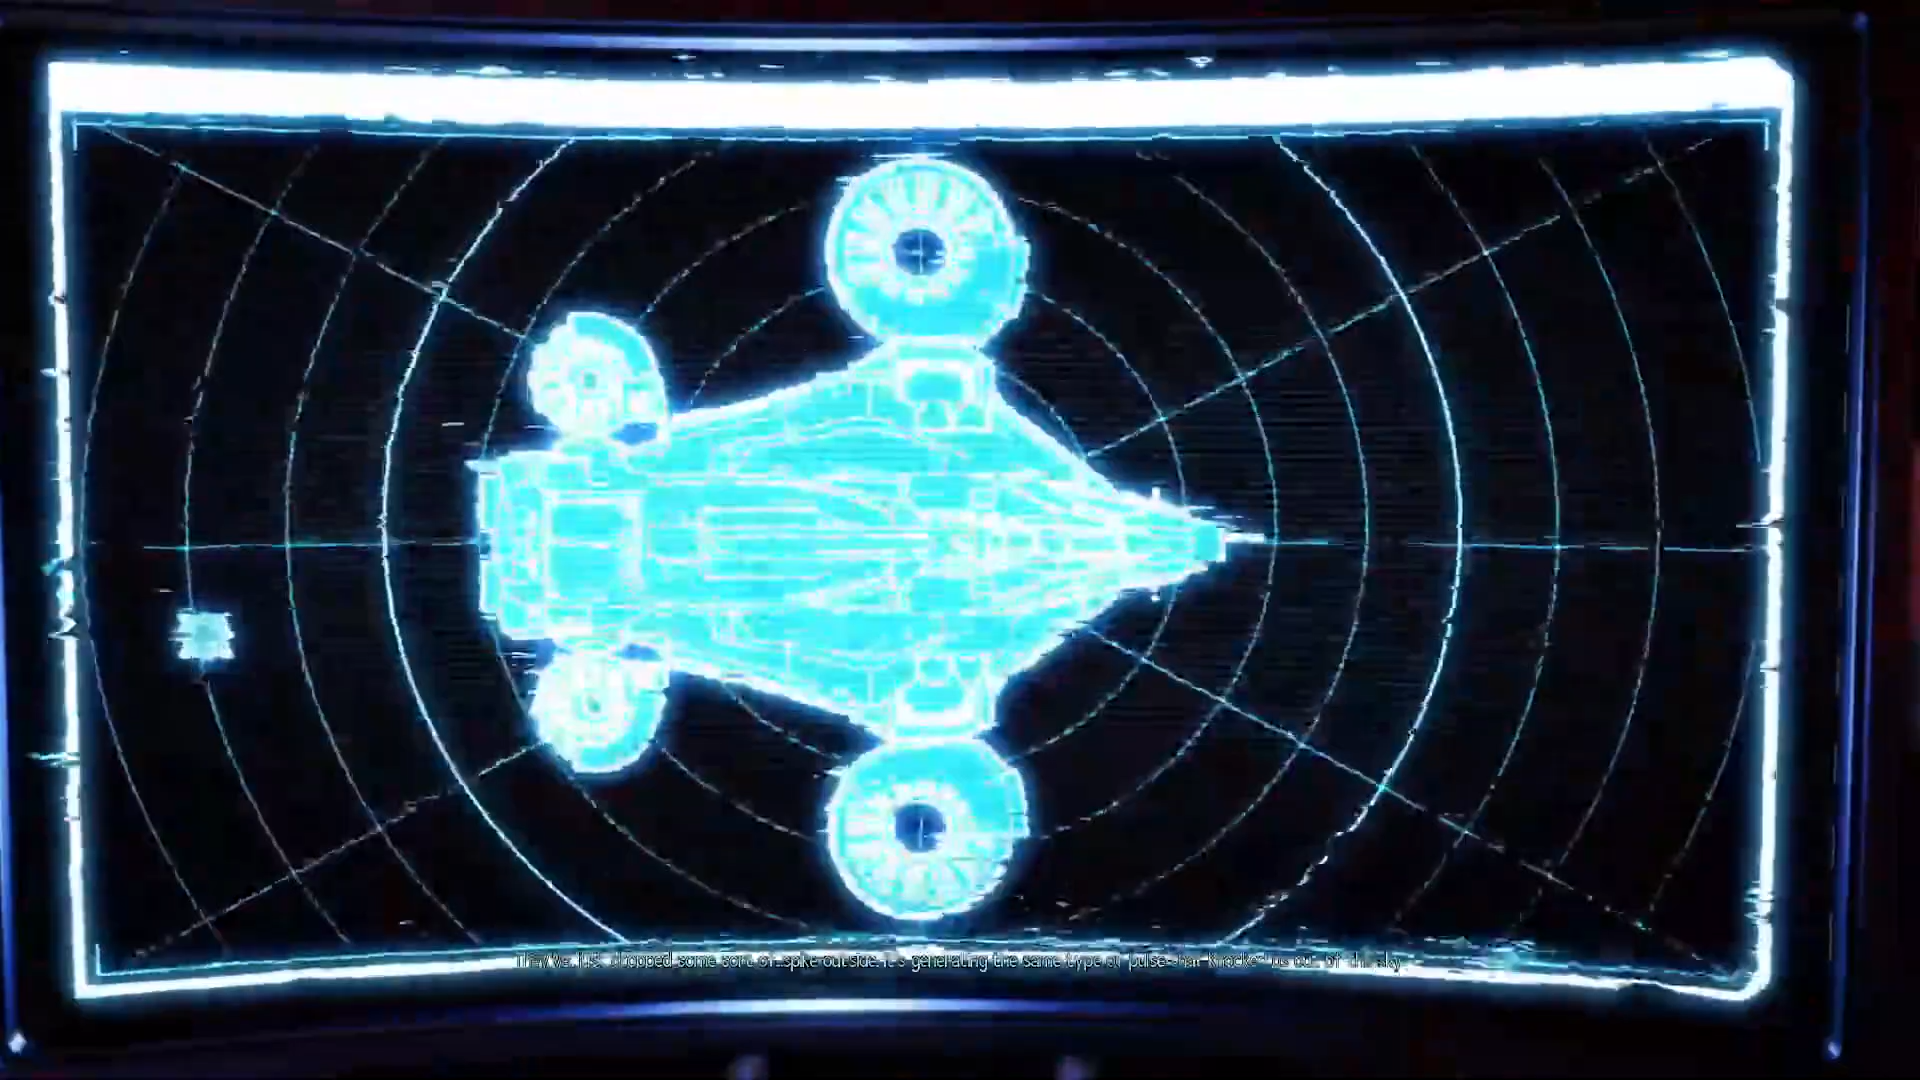 They've just dropped some sort of spike outside. It's generating the same type of pulse that knocked us out of the sky